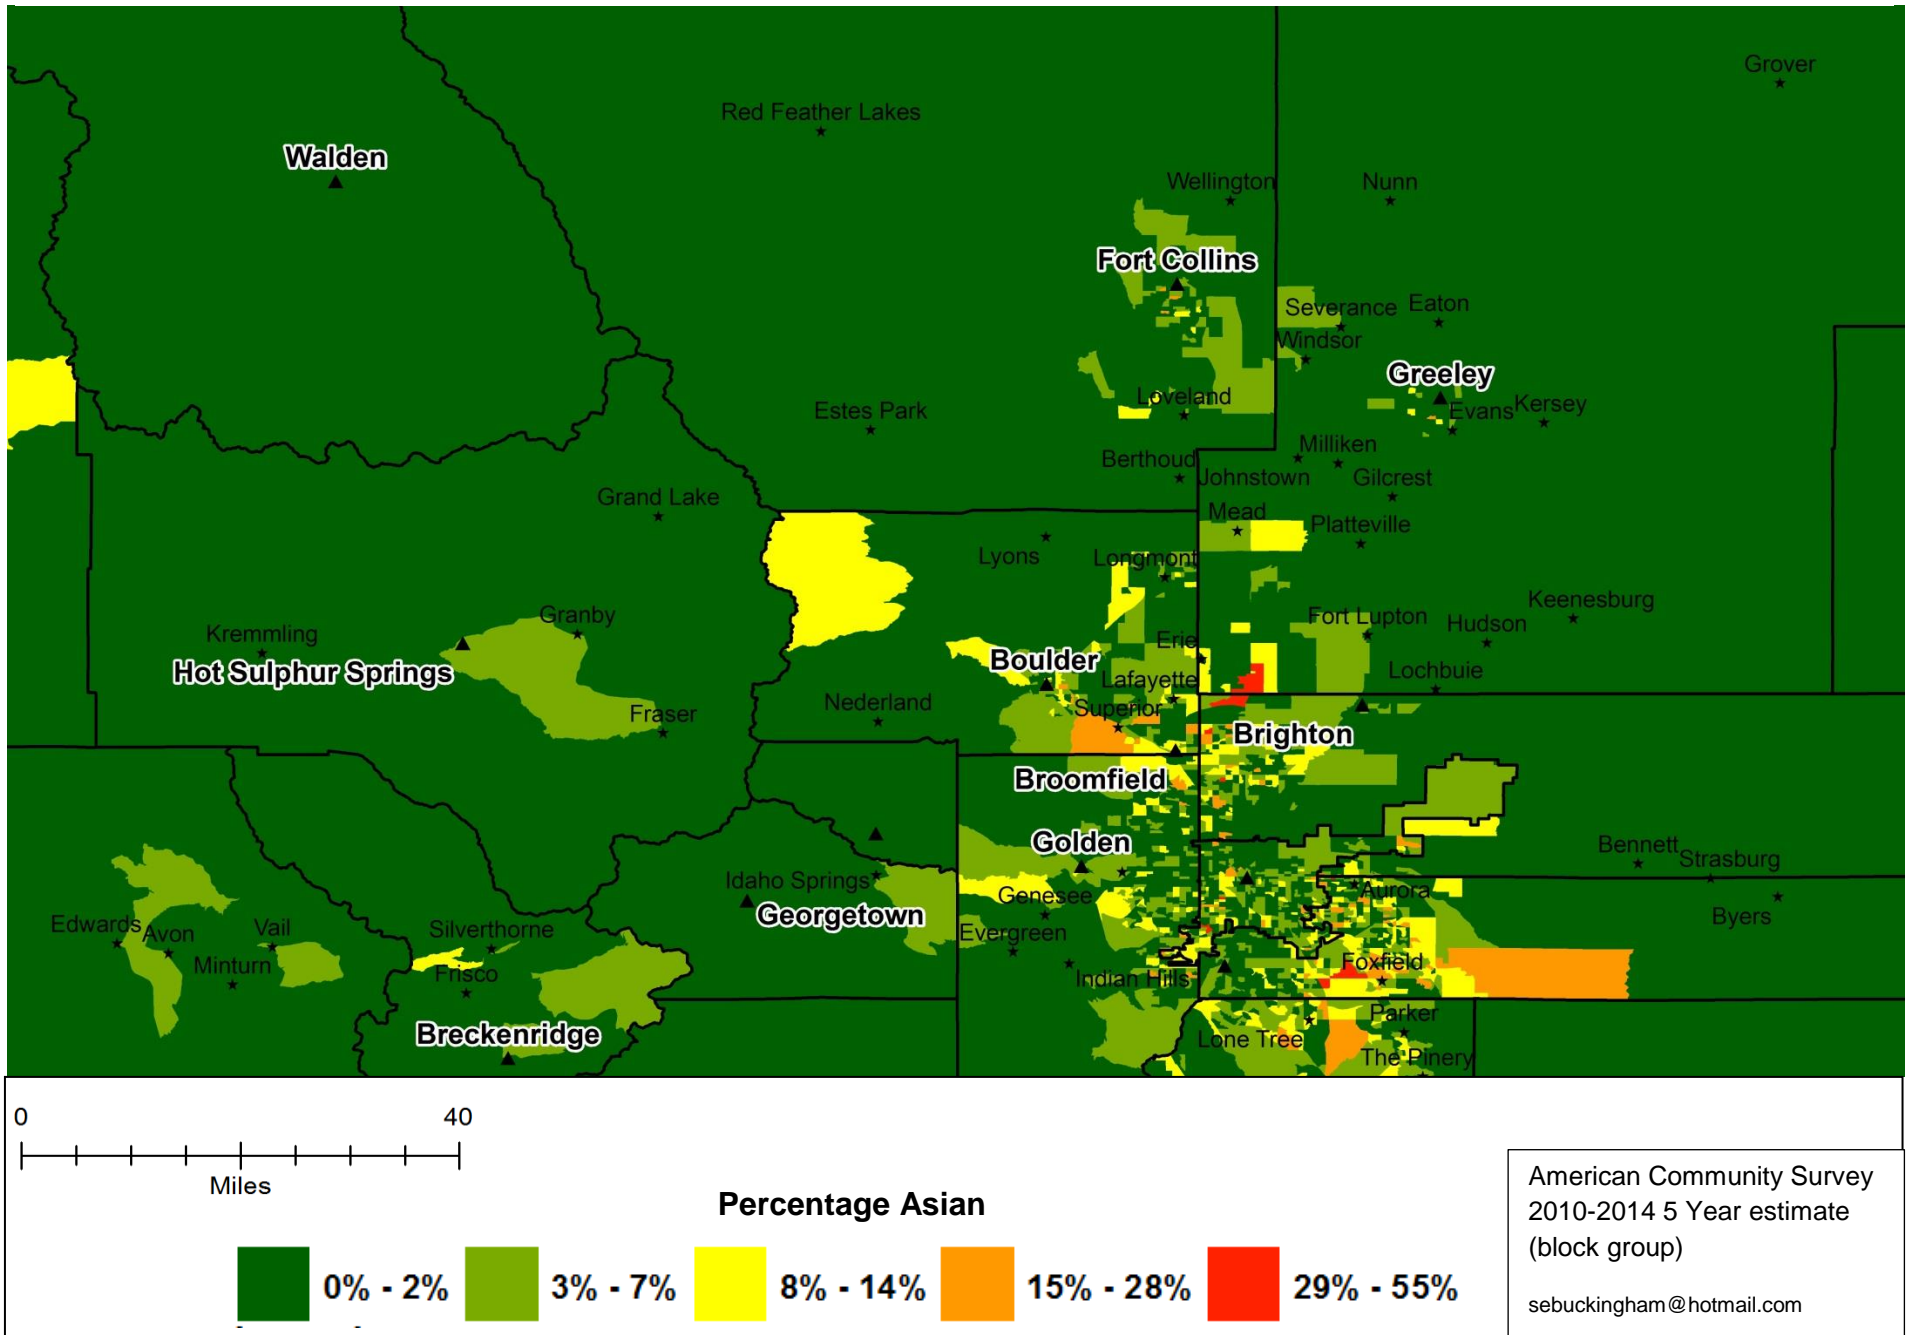 Grover
Red Feather Lakes
Walden
Wellington
Nunn
Fort Collins
Severance
Eaton
Windsor
Greeley
Loveland
Estes Park
Evans
Kersey
Milliken
Berthoud
Johnstown
Gilcrest
Grand Lake
Mead
Platteville
Lyons
Longmont
Keenesburg
Granby
Fort Lupton
Hudson
Kremmling
Erie
Hot Sulphur Springs
Boulder
Lochbuie
Lafayette
Nederland
Superior
Fraser
Brighton
Broomfield
Golden
Bennett
Strasburg
Idaho Springs
Genesee
Aurora
Georgetown
Byers
Edwards
Avon
Vail
Silverthorne
Evergreen
Minturn
Frisco
Foxfield
Indian Hills
Parker
Breckenridge
Lone Tree
The Pinery
0
40
Miles
Percentage Asian
0% - 2%
3% - 7%
8% - 14%
15% - 28%
29% - 55%
American Community Survey
2010-2014 5 Year estimate
(block group)
sebuckingham@hotmail.com